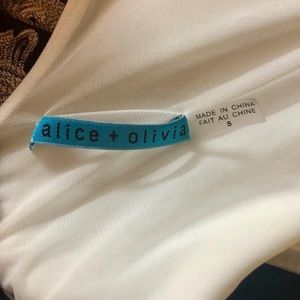 alice + olivia
MADE IN CHINA
FAIT AU CHINE
S